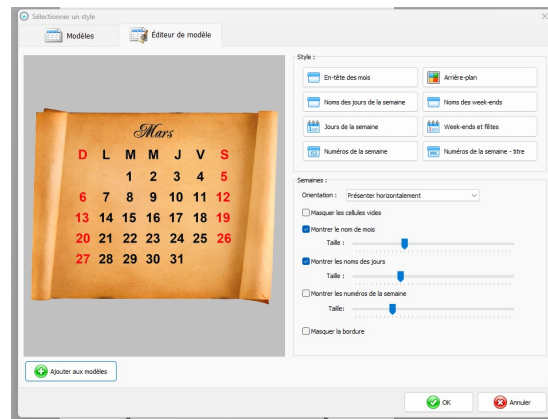 Sélectionner un style
Modèles
Éditeur de modèle
Mars
D L M M J V S
1 2 3 4 5
6 7 8 9 10 11 12
13 14 15 16 17 18 19
20 21 22 23 24 25 26
27 28 29 30 31
Ajouter aux modèles
Style :
En-tête des mois
Arrière-plan
Noms des jours de la semaine
Noms des week-ends
Jours de la semaine
Week-ends et fêtes
Numéros de la semaine
Numéros de la semaine - titre
Semaines :
Orientation : Présenter horizontalement
Masquer les cellules vides
Montrer le nom de mois
Taille :
Montrer les noms des jours
Taille :
Montrer les numéros de la semaine
Taille:
Masquer la bordure
OK
Annuler